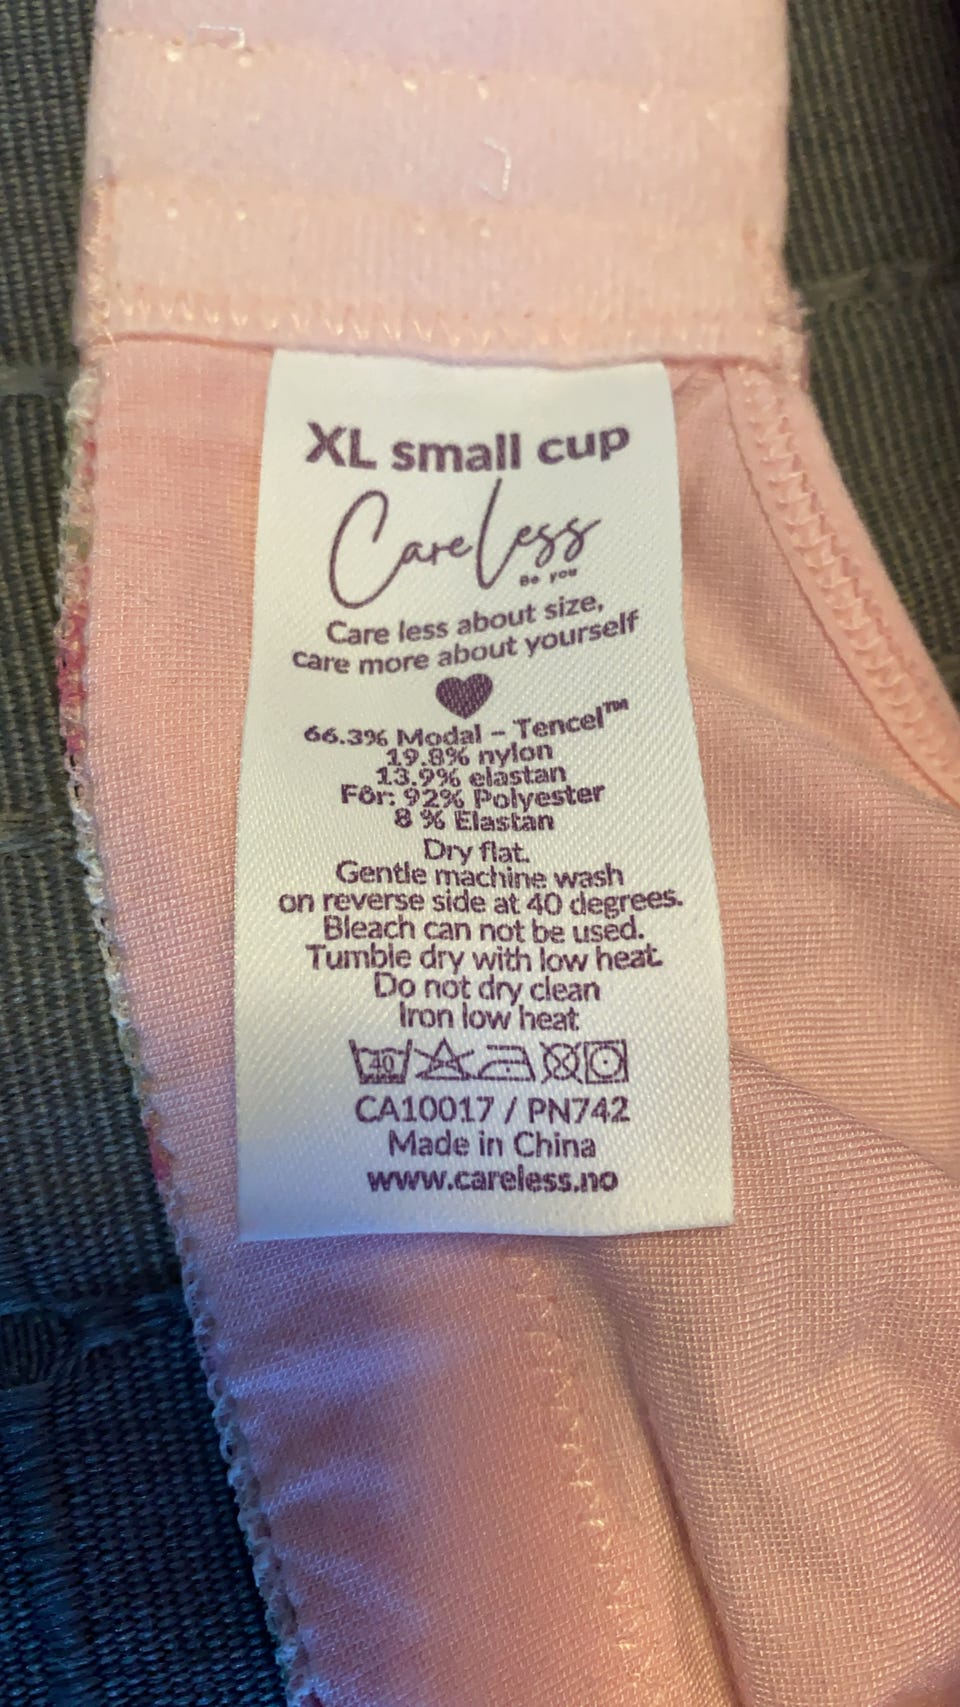 XL small cup
CareLess
Be you
Care less about size,
care more about yourself
66.3% Modal – Tencel™
19.8% nylon
13.9% elastan
Fôr: 92% Polyester
8 % Elastan
Dry flat.
Gentle machine wash
on reverse side at 40 degrees.
Bleach can not be used.
Tumble dry with low heat.
Do not dry clean
Iron low heat
40
CA10017 / PN742
Made in China
www.careless.no